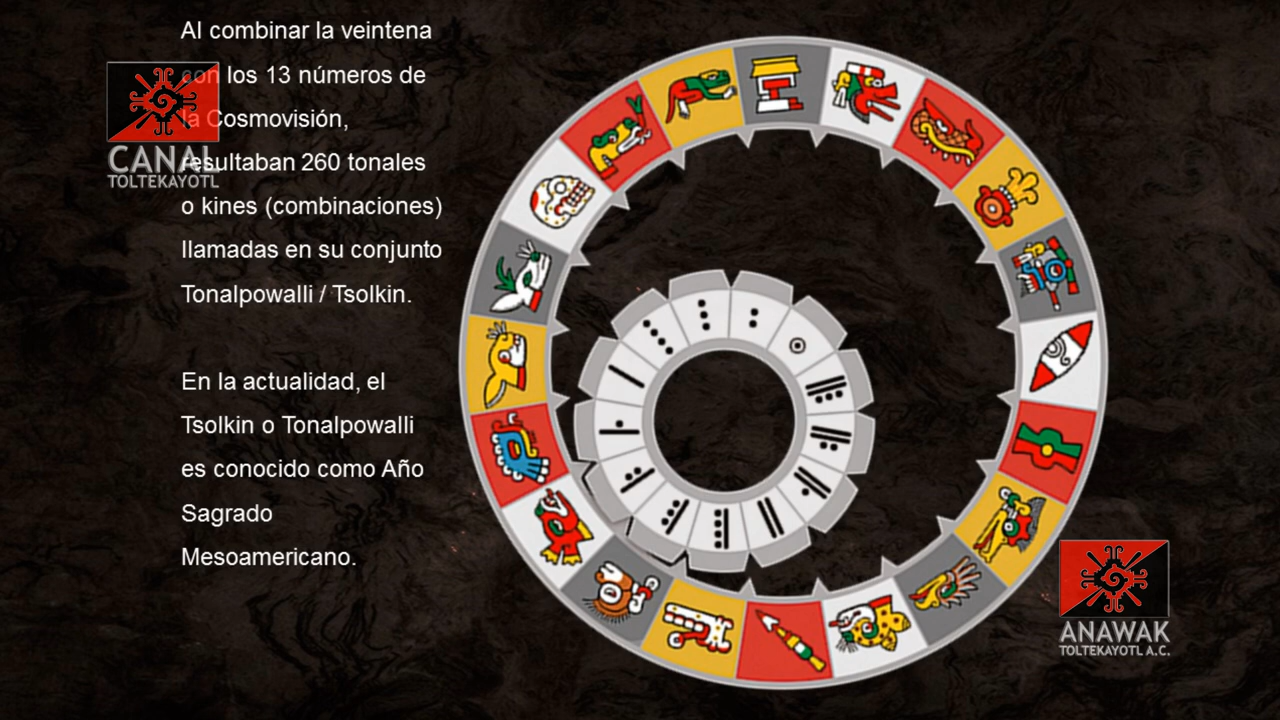 Al combinar la veintena
con los 13 números de
la Cosmovisión,
resultaban 260 tonales
o kines (combinaciones)
llamadas en su conjunto
Tonalpowalli / Tsolkin.
En la actualidad, el
Tsolkin o Tonalpowalli
es conocido como Año
Sagrado
Mesoamericano.
CANAL
TOLTEKAYOTL
ANAWAK
TOLTEKAYOTL A.C.